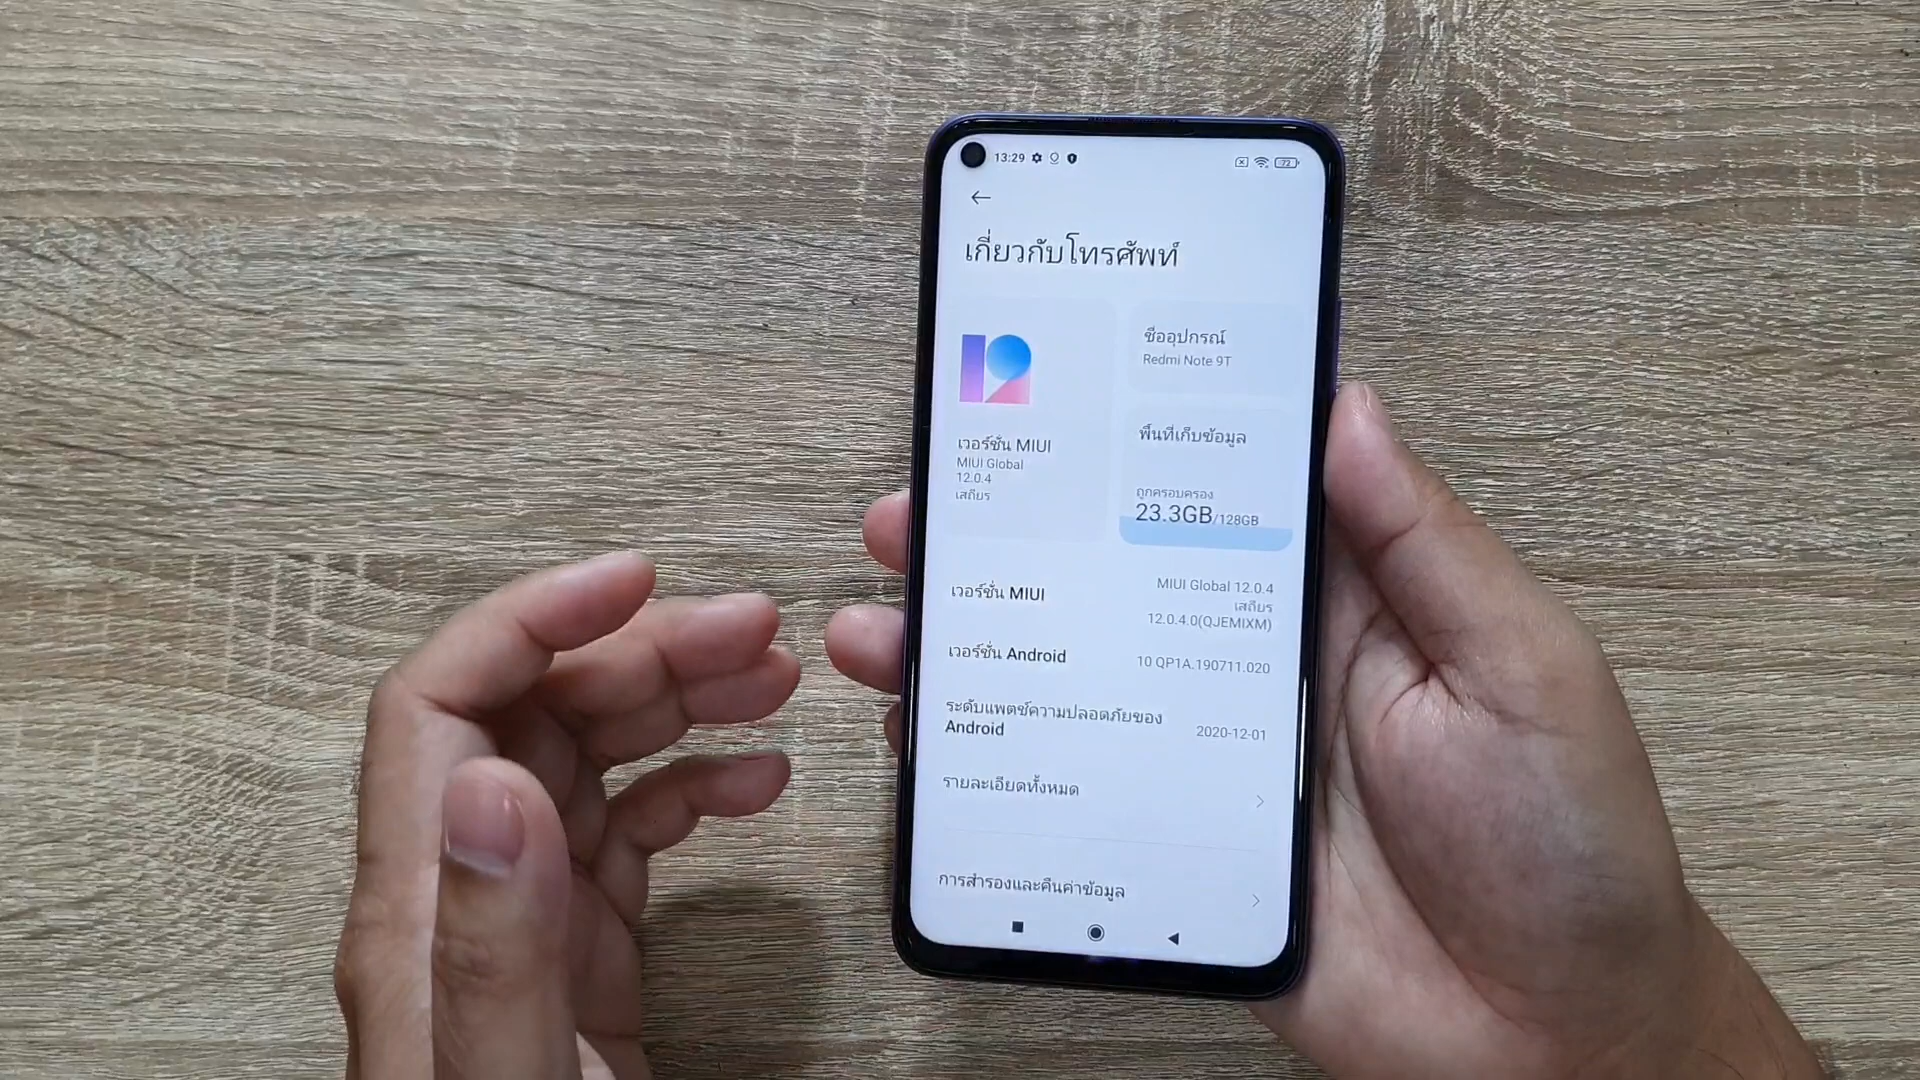 13:29
72
เกี่ยวกับโทรศัพท์
ชื่ออุปกรณ์
Redmi Note 9T
เวอร์ชั่น MIUI
MIUI Global
12.0.4
เสถียร
พื้นที่เก็บข้อมูล
ถูกครอบครอง
23.3GB/128GB
เวอร์ชั่น MIUI
MIUI Global 12.0.4
เสถียร
12.0.4.0(QJEMIXM)
เวอร์ชั่น Android
10 QP1A.190711.020
ระดับแพตช์ความปลอดภัยของ
Android
2020-12-01
รายละเอียดทั้งหมด
การสำรองและคืนค่าข้อมูล